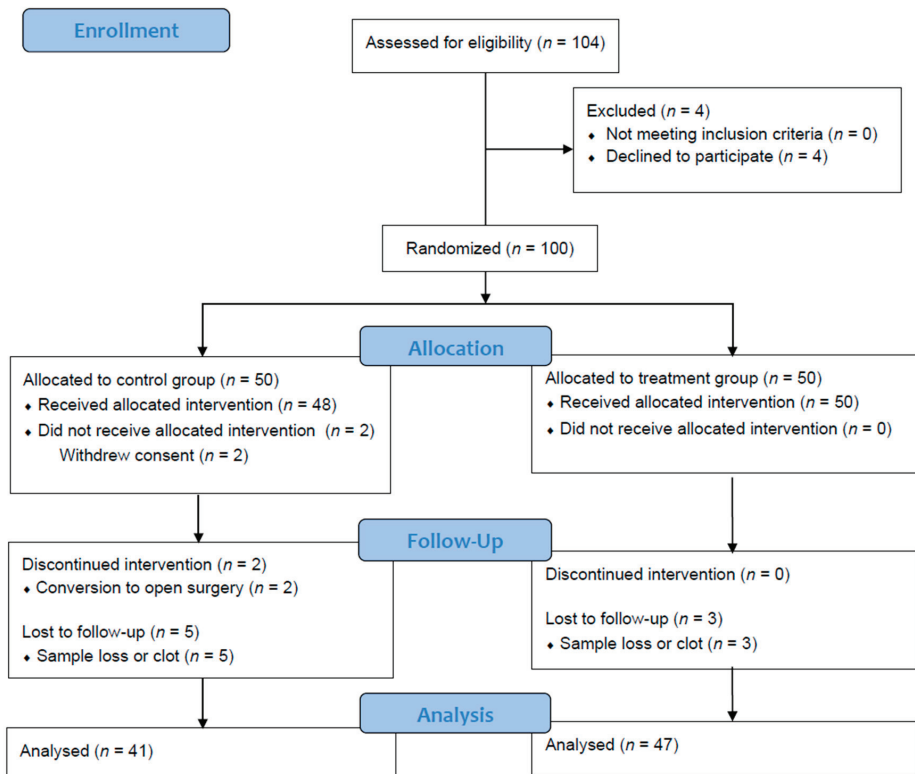 Enrollment
Assessed for eligibility (n = 104)
Excluded (n = 4)
♦ Not meeting inclusion criteria (n = 0)
♦ Declined to participate (n = 4)
Randomized (n = 100)
Allocation
Allocated to control group (n = 50)
♦ Received allocated intervention (n = 48)
♦ Did not receive allocated intervention (n = 2)
Withdrew consent (n = 2)
Allocated to treatment group (n = 50)
♦ Received allocated intervention (n = 50)
♦ Did not receive allocated intervention (n = 0)
Follow-Up
Discontinued intervention (n = 2)
♦ Conversion to open surgery (n = 2)
Lost to follow-up (n = 5)
♦ Sample loss or clot (n = 5)
Discontinued intervention (n = 0)
Lost to follow-up (n = 3)
♦ Sample loss or clot (n = 3)
Analysis
Analysed (n = 41)
Analysed (n = 47)